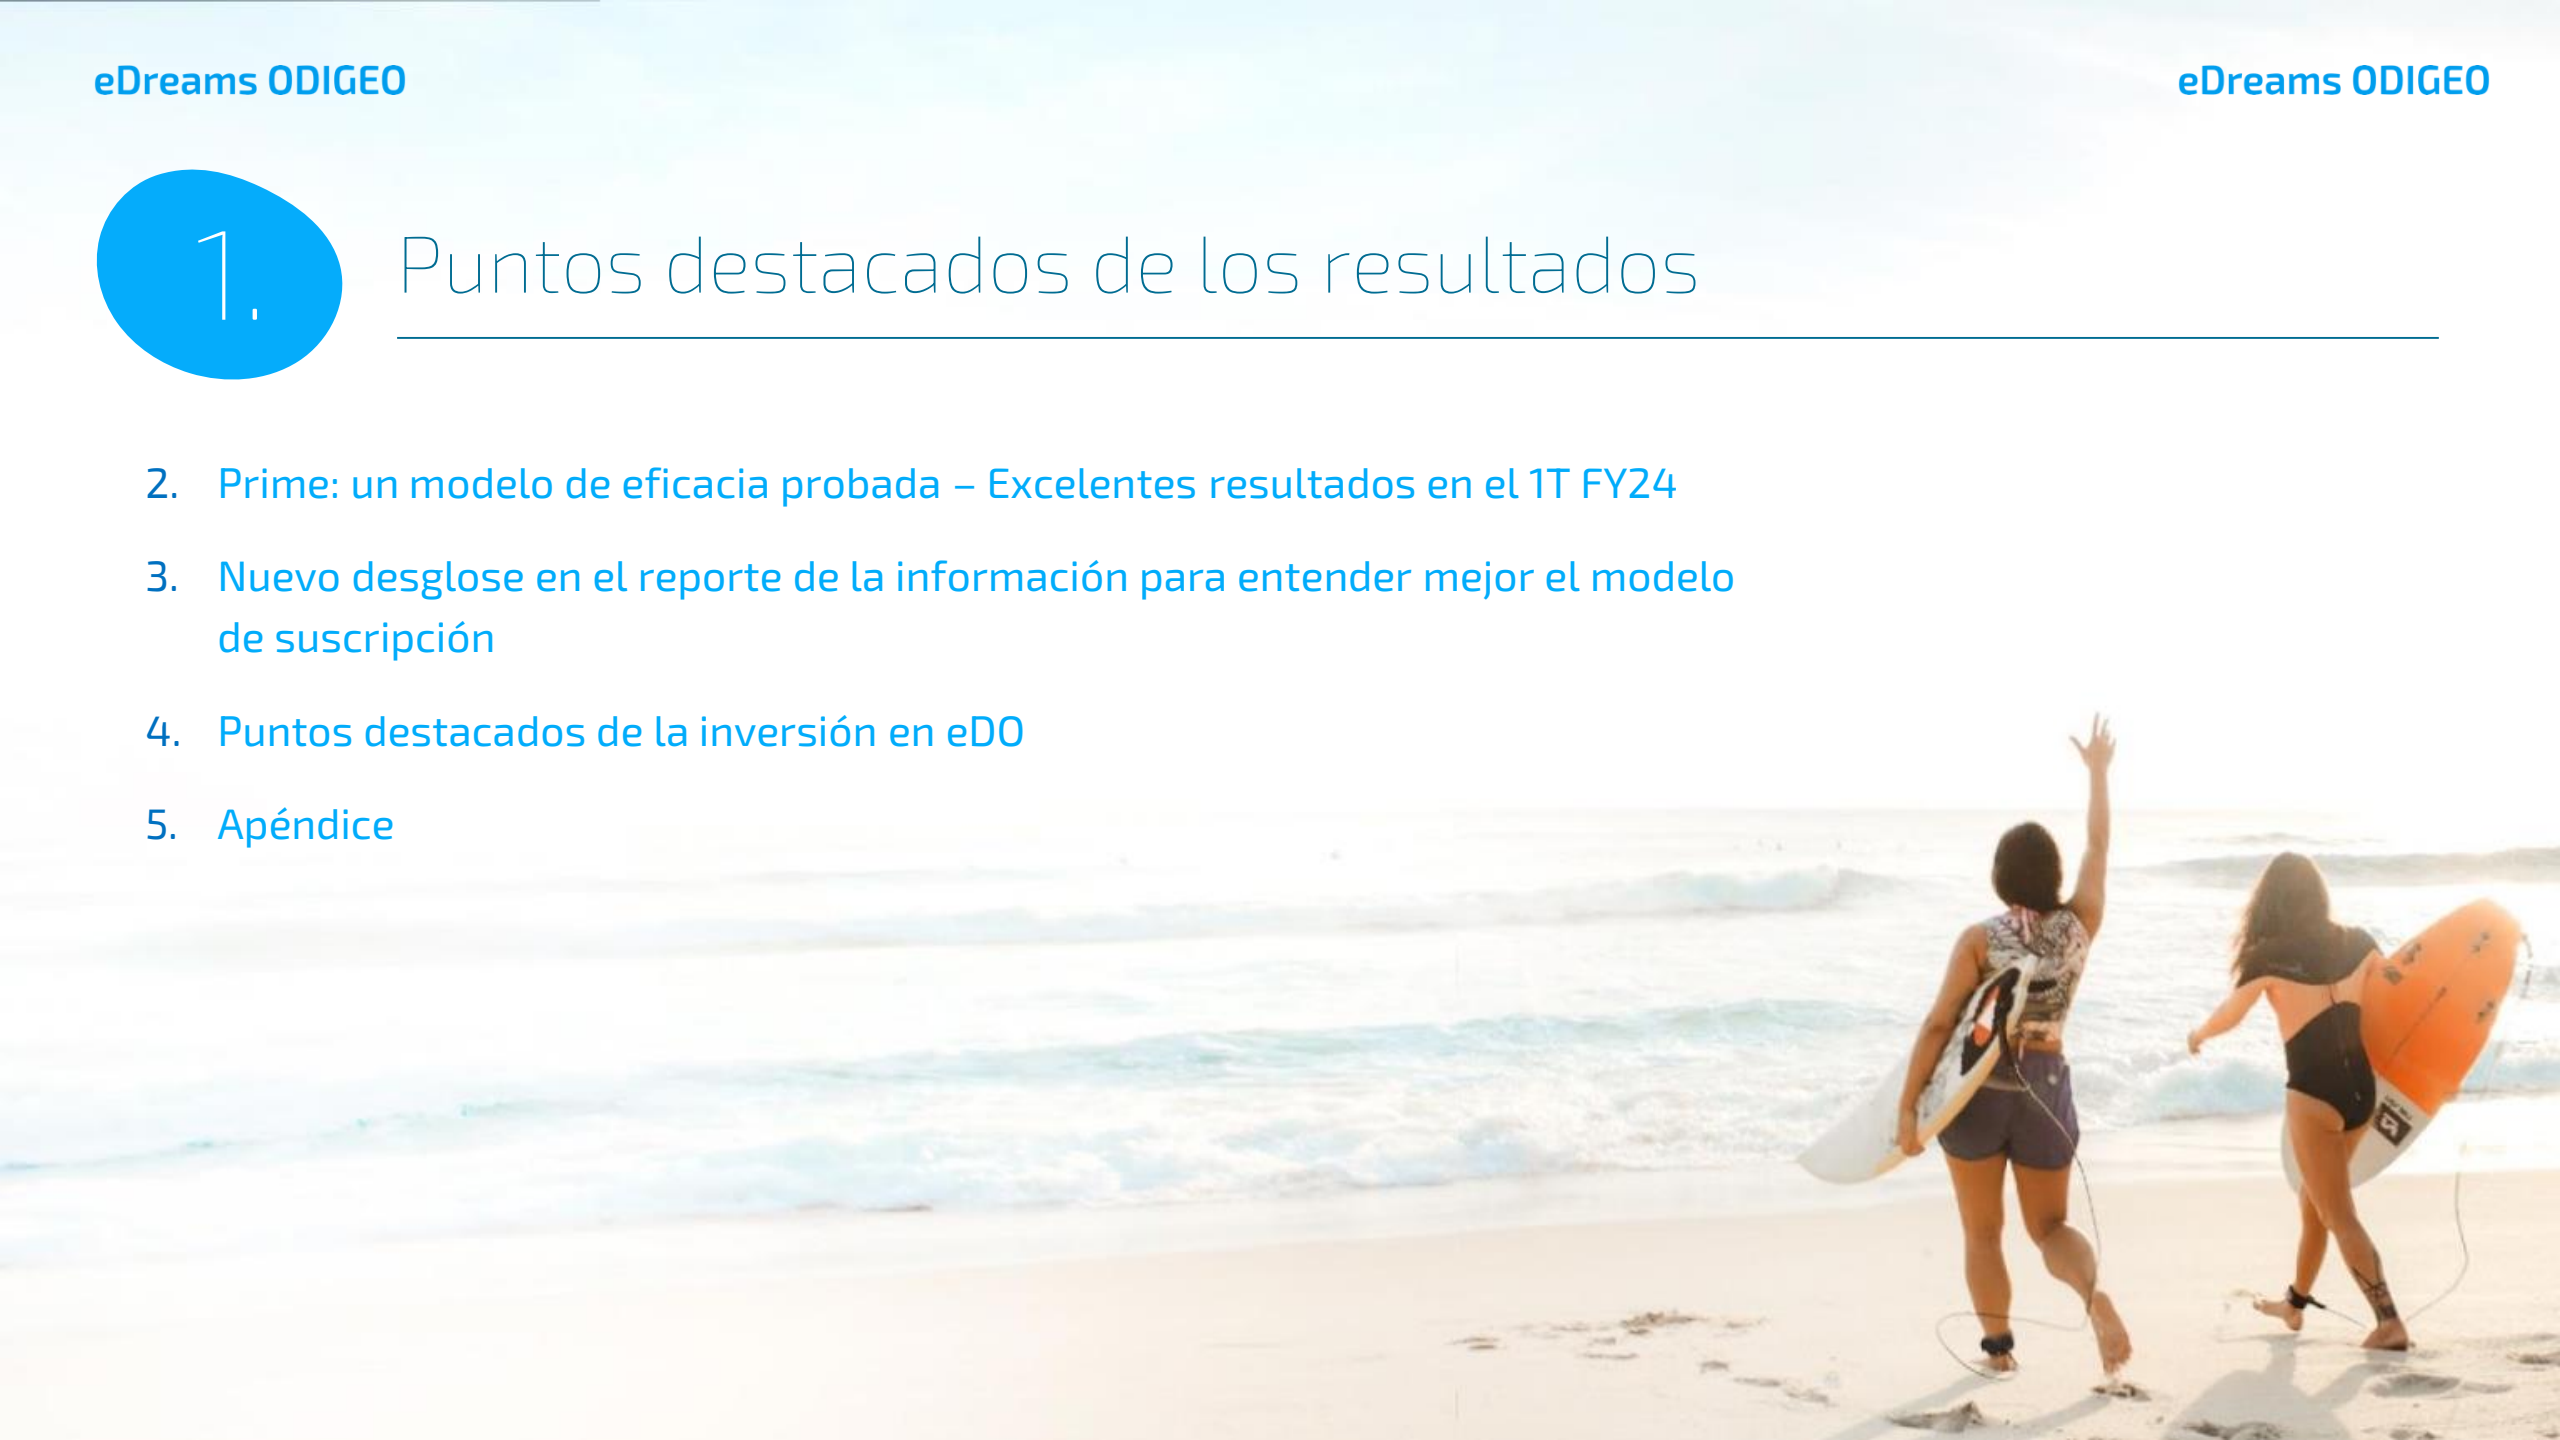 eDreams ODIGEO
eDreams ODIGEO
1.
Puntos destacados de los resultados
2. Prime: un modelo de eficacia probada – Excelentes resultados en el 1T FY24
3. Nuevo desglose en el reporte de la información para entender mejor el modelo
de suscripción
4. Puntos destacados de la inversión en eDO
5. Apéndice